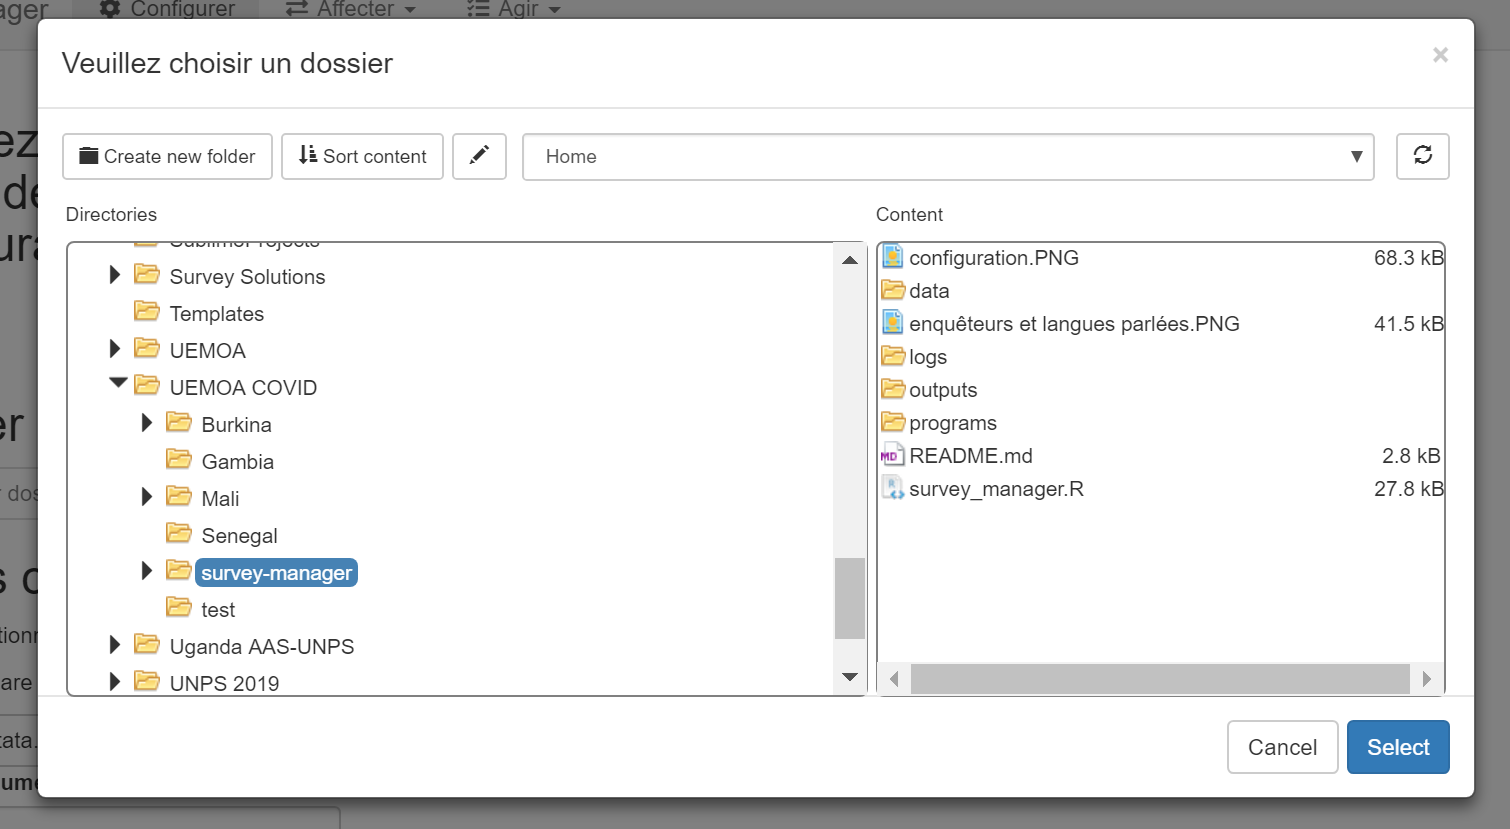 ager Configurer Affecter Agir
Veuillez choisir un dossier
×
Create new folder Sort content Home
Directories
Content
Survey Solutions
Templates
UEMOA
UEMOA COVID
Burkina
Gambia
Mali
Senegal
survey-manager
test
Uganda AAS-UNPS
UNPS 2019
configuration.PNG 68.3 kB
data
enquêteurs et langues parlées.PNG 41.5 kB
logs
outputs
programs
README.md 2.8 kB
survey_manager.R 27.8 kB
Cancel Select